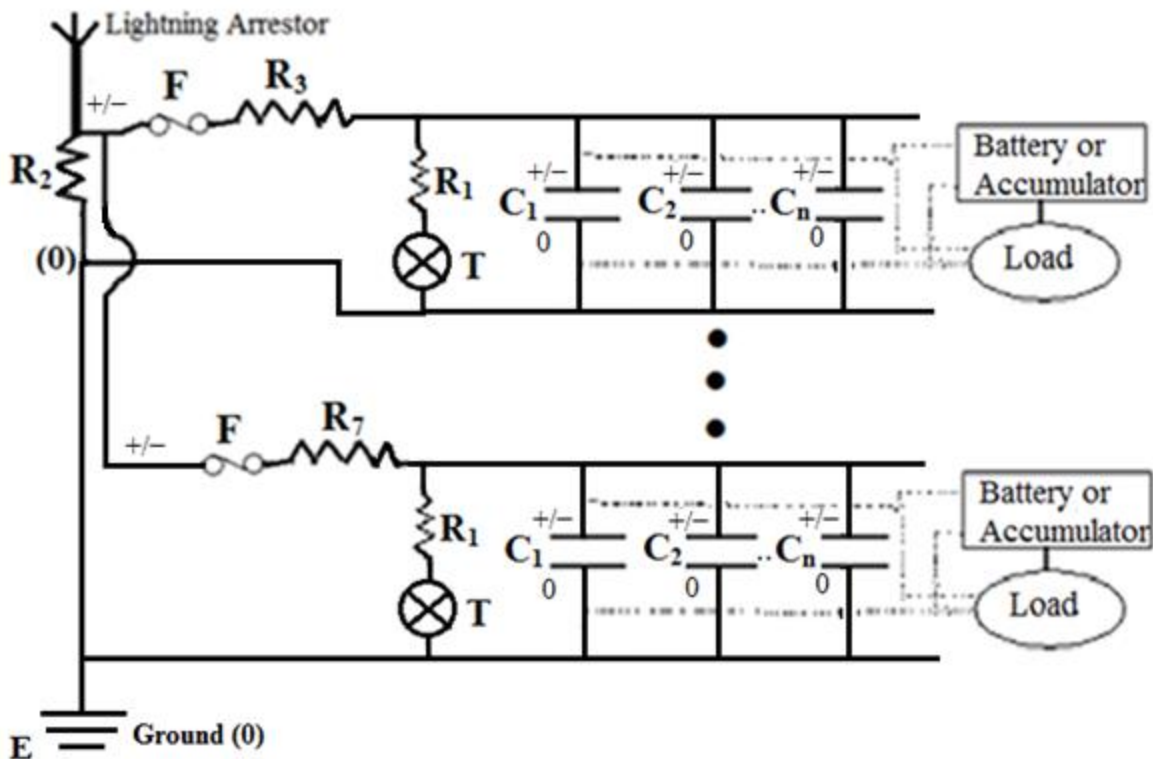 Lightning Arrestor
+/− F R3
R2
R1
T
(0)
+/− +/− +/−
C1 C2 ..Cn
0 0 0
Battery or
Accumulator
Load
+/− F R7
R1
T
+/− +/− +/−
C1 C2 ..Cn
0 0 0
Battery or
Accumulator
Load
E Ground (0)